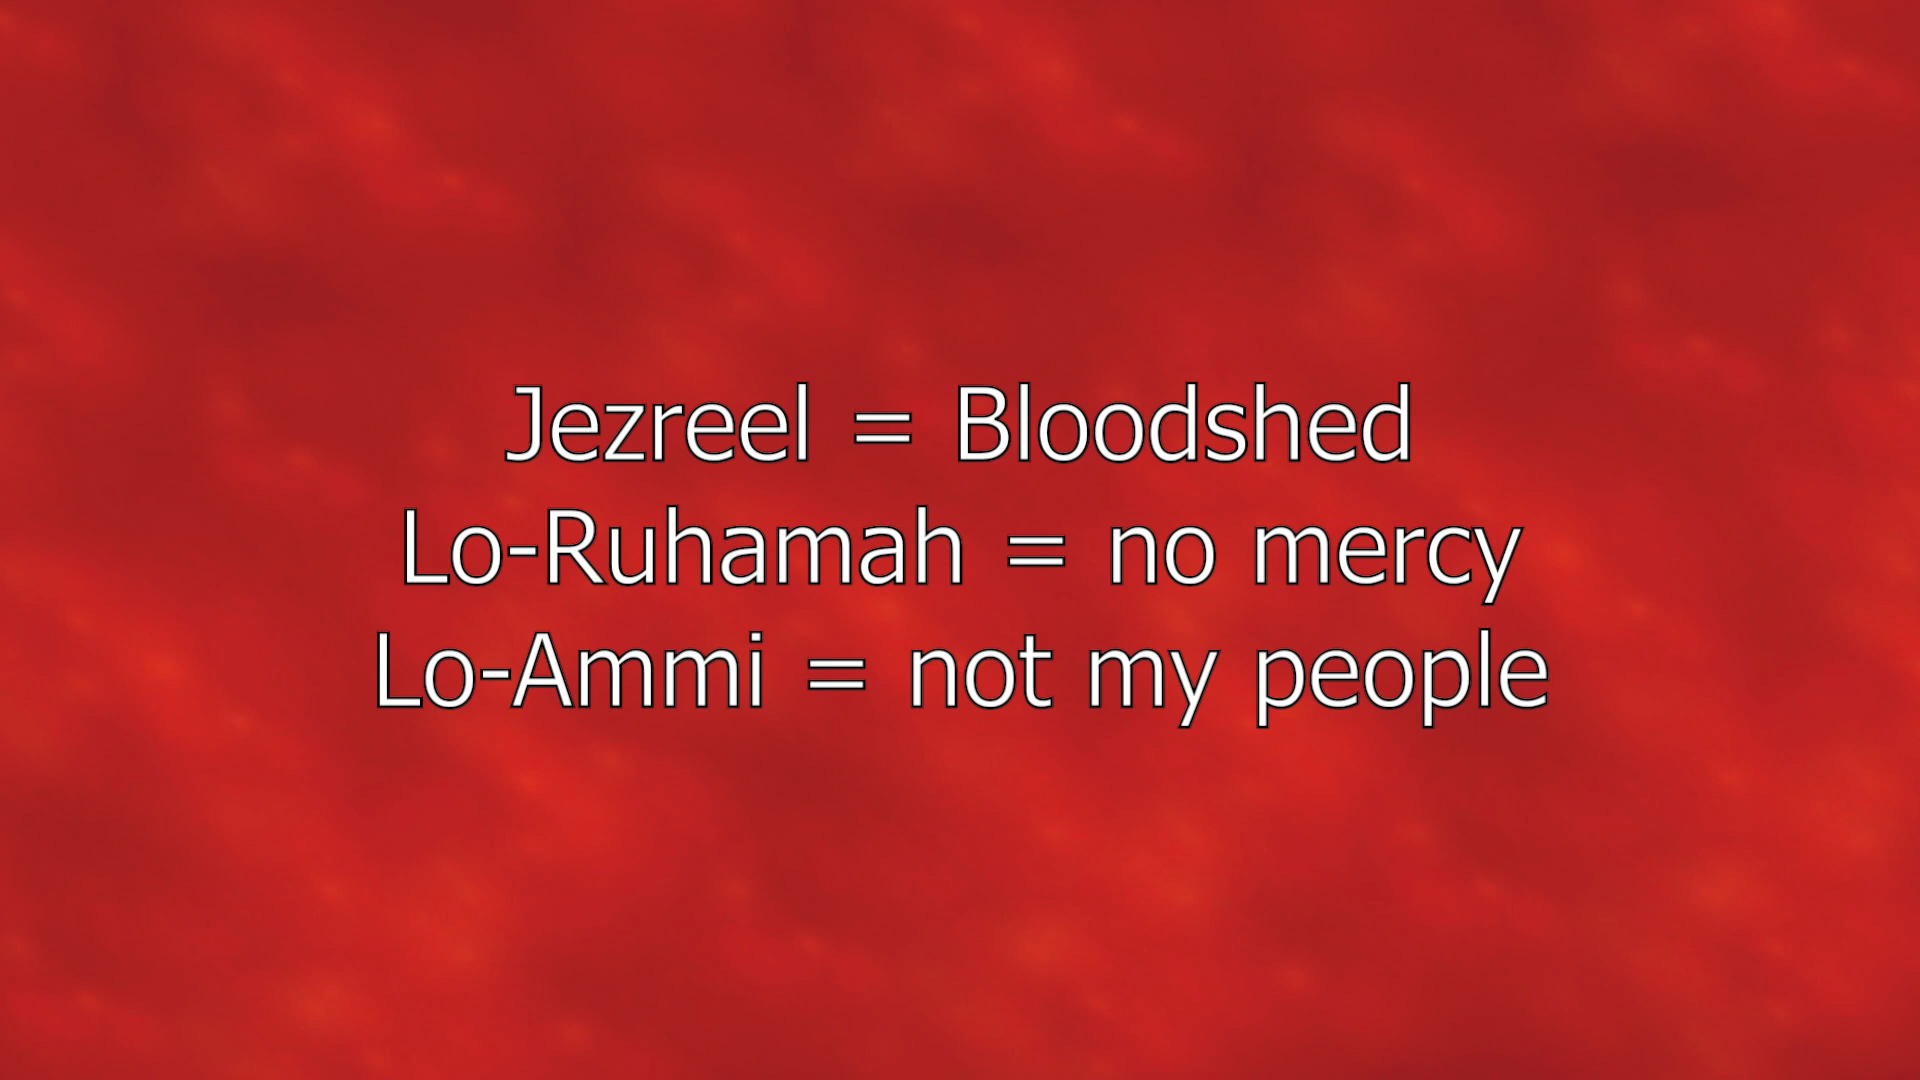 Jezreel = Bloodshed
Lo-Ruhamah = no mercy
Lo-Ammi = not my people